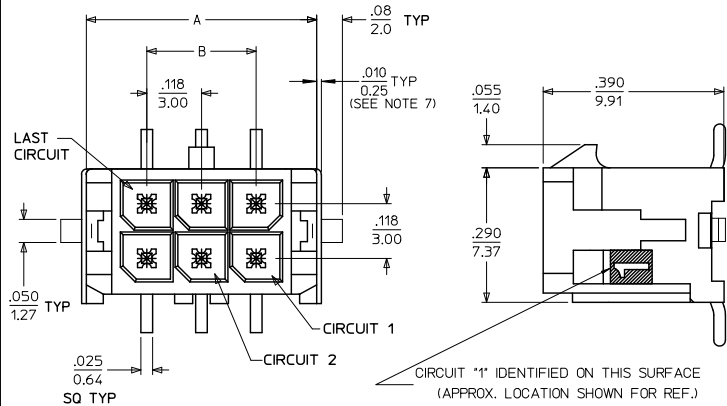 A
.08
2.0 TYP
B
.118
3.00
.010
0.25 TYP
(SEE NOTE 7)
LAST
CIRCUIT
.118
3.00
.050
1.27 TYP
CIRCUIT 1
CIRCUIT 2
.025
0.64
SQ TYP
.390
9.91
.055
1.40
.290
7.37
CIRCUIT "1" IDENTIFIED ON THIS SURFACE
(APPROX. LOCATION SHOWN FOR REF.)